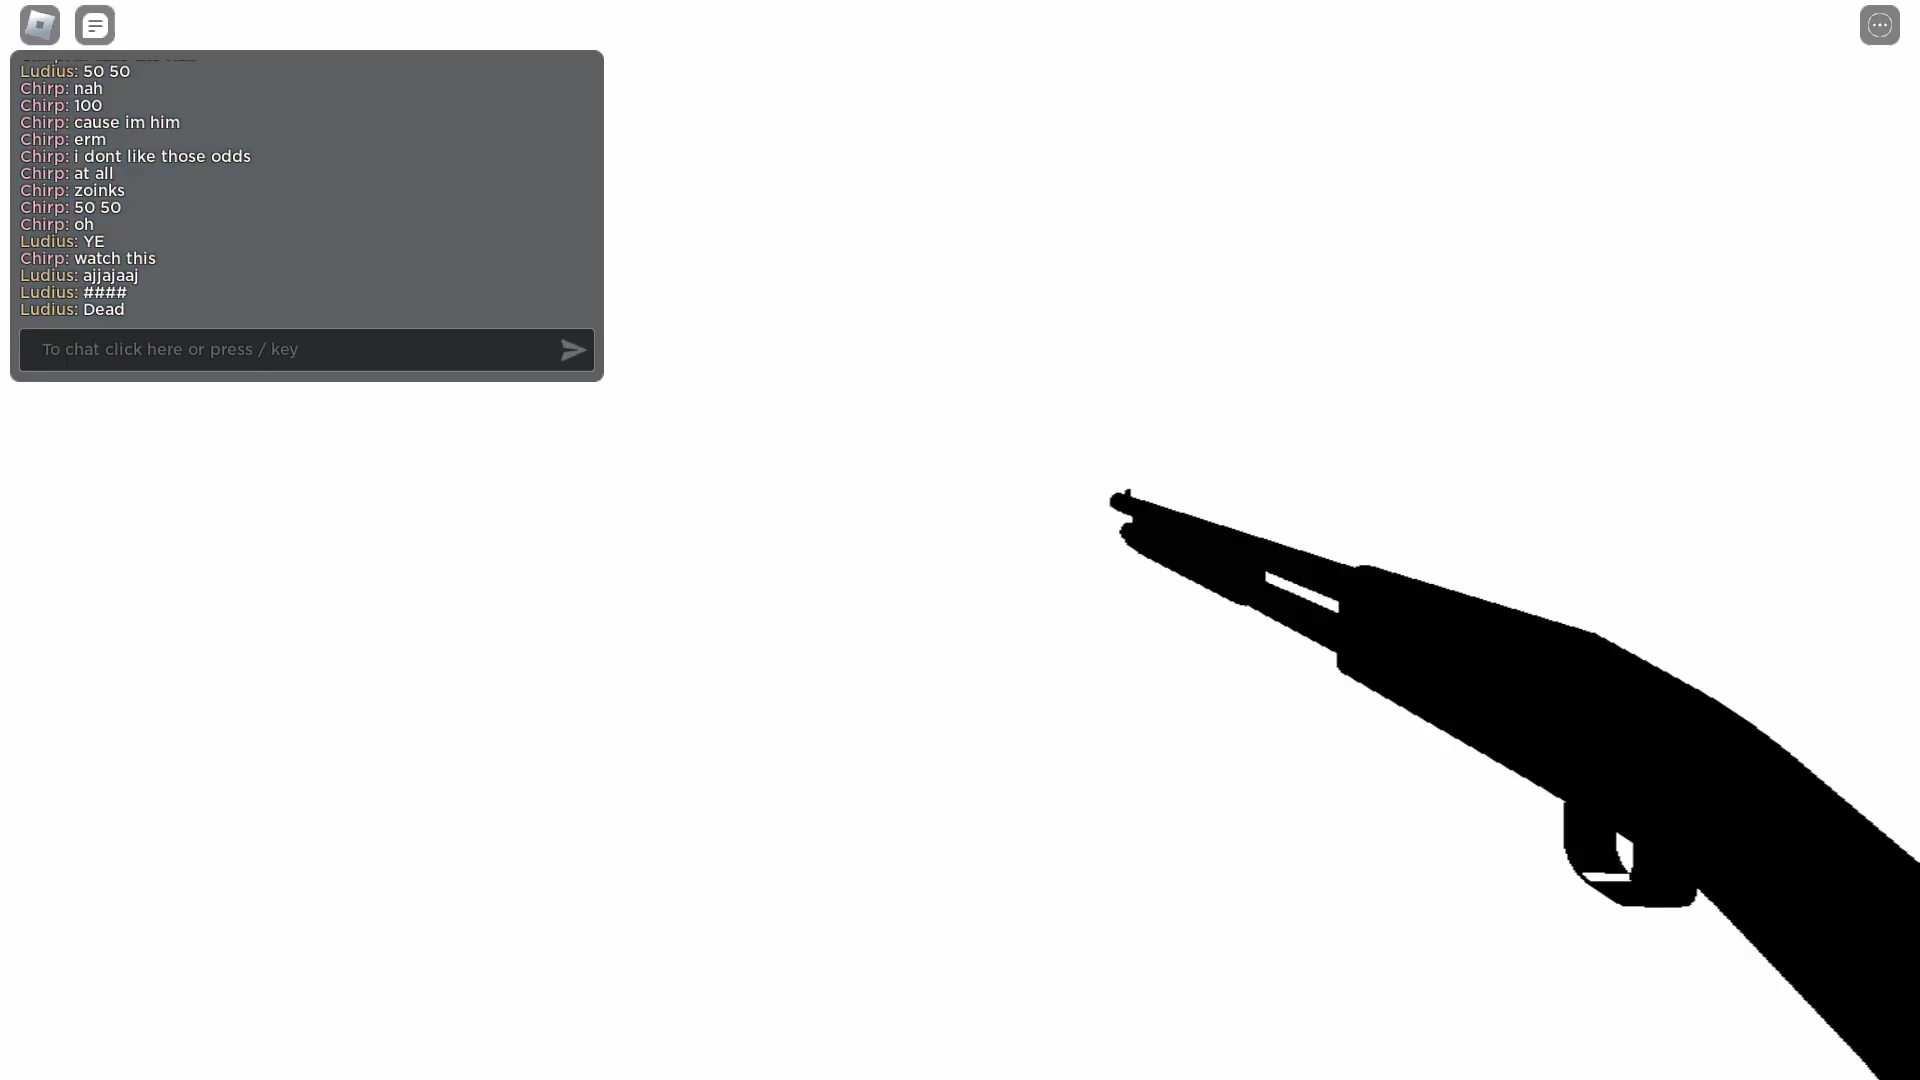 Ludius: 50 50
Chirp: nah
Chirp: 100
Chirp: cause im him
Chirp: erm
Chirp: i dont like those odds
Chirp: at all
Chirp: zoinks
Chirp: 50 50
Chirp: oh
Ludius: YE
Chirp: watch this
Ludius: ajjajaaj
Ludius: ####
Ludius: Dead
To chat click here or press / key